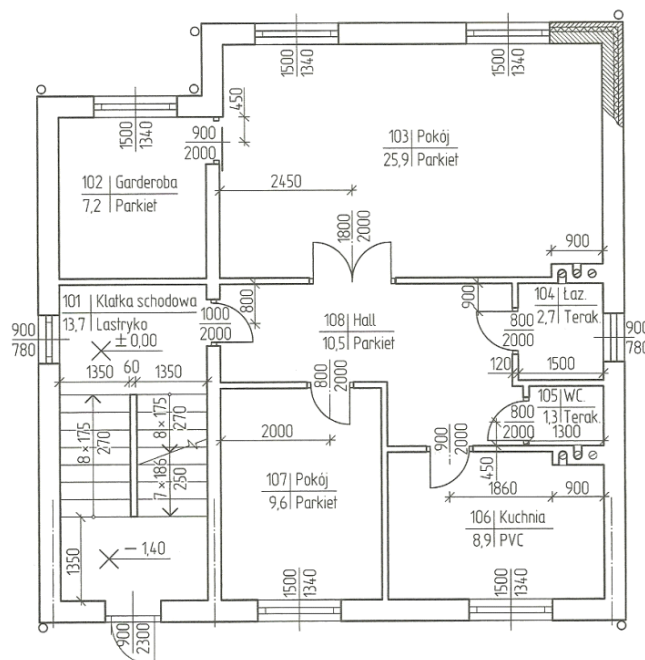 1500 1340
1500 1340
1500 1340
450
900 2000
103 Pokój
25,9 Parkiet
102 Garderoba
7,2 Parkiet
2450
1800 2000
900
101 Klatka schodowa
13,7 Lastryko
± 0,00
900 780
1000 2000
800
108 Hall
10,5 Parkiet
900
104 Łaz.
2,7 Terak.
800 2000
900 780
1350 60 1350
120 1500
800 2000
105 WC.
1,3 Terak.
800 2000
1300
8 × 175
270
8 × 175
270
7 × 186
250
2000
900 2000
450
107 Pokój
9,6 Parkiet
1860 900
106 Kuchnia
8,9 PVC
1350
– 1,40
1500 1340
1500 1340
900 2300